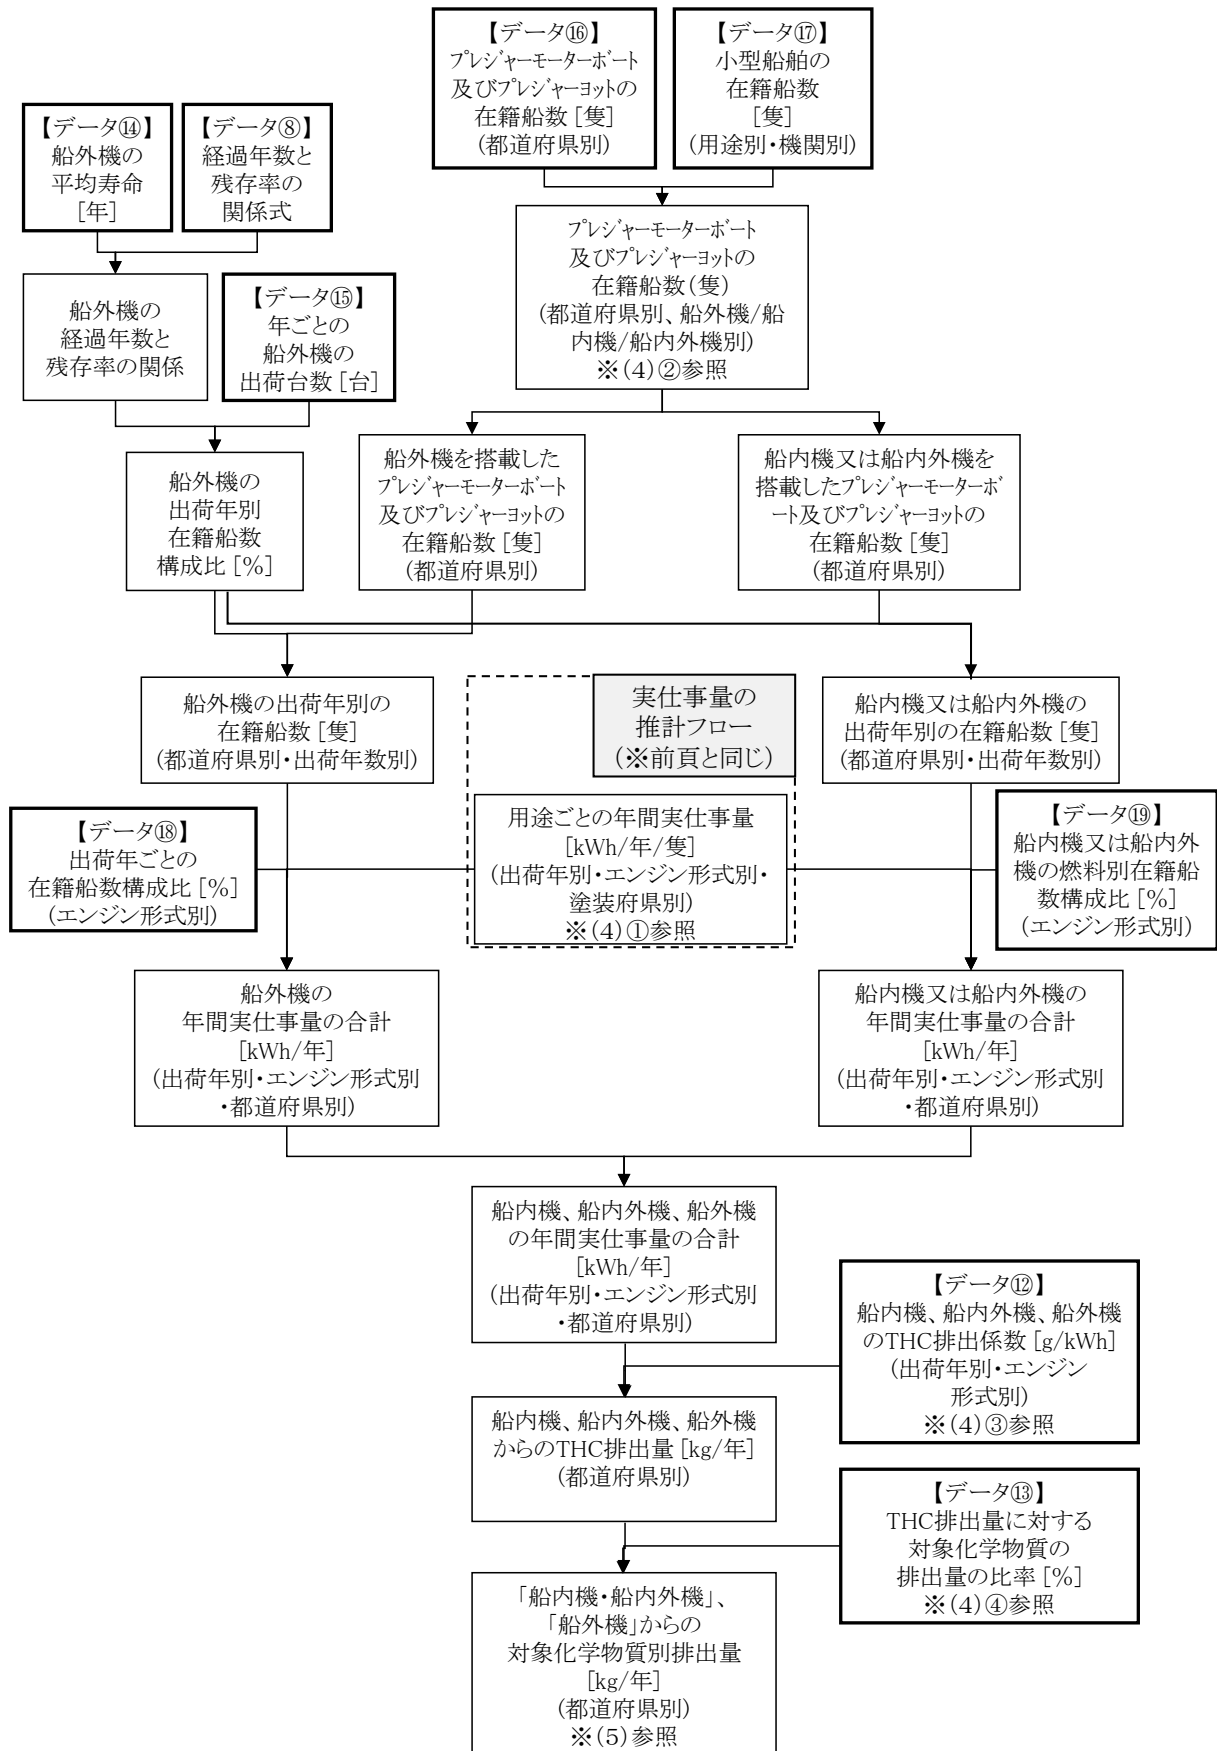 【データ⑯】
プレジャーモーターボート
及びプレジャーヨットの
在籍船数［隻］
(都道府県別)
【データ⑰】
小型船舶の
在籍船数
［隻］
(用途別・機関別)
【データ⑭】
船外機の
平均寿命
［年］
【データ⑧】
経過年数と
残存率の
関係式
プレジャーモーターボート
及びプレジャーヨットの
在籍船数(隻)
(都道府県別、船外機/船
内機/船内外機別)
※(4)②参照
船外機の
経過年数と
残存率の関係
【データ⑮】
年ごとの
船外機の
出荷台数［台］
船外機の
出荷年別
在籍船数
構成比［%］
船外機を搭載した
プレジャーモーターボート
及びプレジャーヨットの
在籍船数［隻］
(都道府県別)
船内機又は船内外機を
搭載したプレジャーモーターボ
ート及びプレジャーヨットの
在籍船数［隻］
(都道府県別)
船外機の出荷年別の
在籍船数［隻］
(都道府県別・出荷年数別)
実仕事量の
推計フロー
(※前頁と同じ)
船内機又は船内外機の
出荷年別の在籍船数［隻］
(都道府県別・出荷年数別)
【データ⑱】
出荷年ごとの
在籍船数構成比［%］
(エンジン形式別)
用途ごとの年間実仕事量
［kWh/年/隻］
(出荷年別・エンジン形式別・
塗装府県別)
※(4)①参照
【データ⑲】
船内機又は船内外
機の燃料別在籍船
数構成比［%］
(エンジン形式別)
船外機の
年間実仕事量の合計
［kWh/年］
(出荷年別・エンジン形式別
・都道府県別)
船内機又は船内外機の
年間実仕事量の合計
［kWh/年］
(出荷年別・エンジン形式別
・都道府県別)
船内機、船内外機、船外機
の年間実仕事量の合計
［kWh/年］
(出荷年別・エンジン形式別
・都道府県別)
【データ⑫】
船内機、船内外機、船外機
のTHC排出係数［g/kWh］
(出荷年別・エンジン
形式別)
※(4)③参照
船内機、船内外機、船外機
からのTHC排出量［kg/年］
(都道府県別)
【データ⑬】
THC排出量に対する
対象化学物質の
排出量の比率［%］
※(4)④参照
「船内機・船内外機」、
「船外機」からの
対象化学物質別排出量
［kg/年］
(都道府県別)
※(5)参照